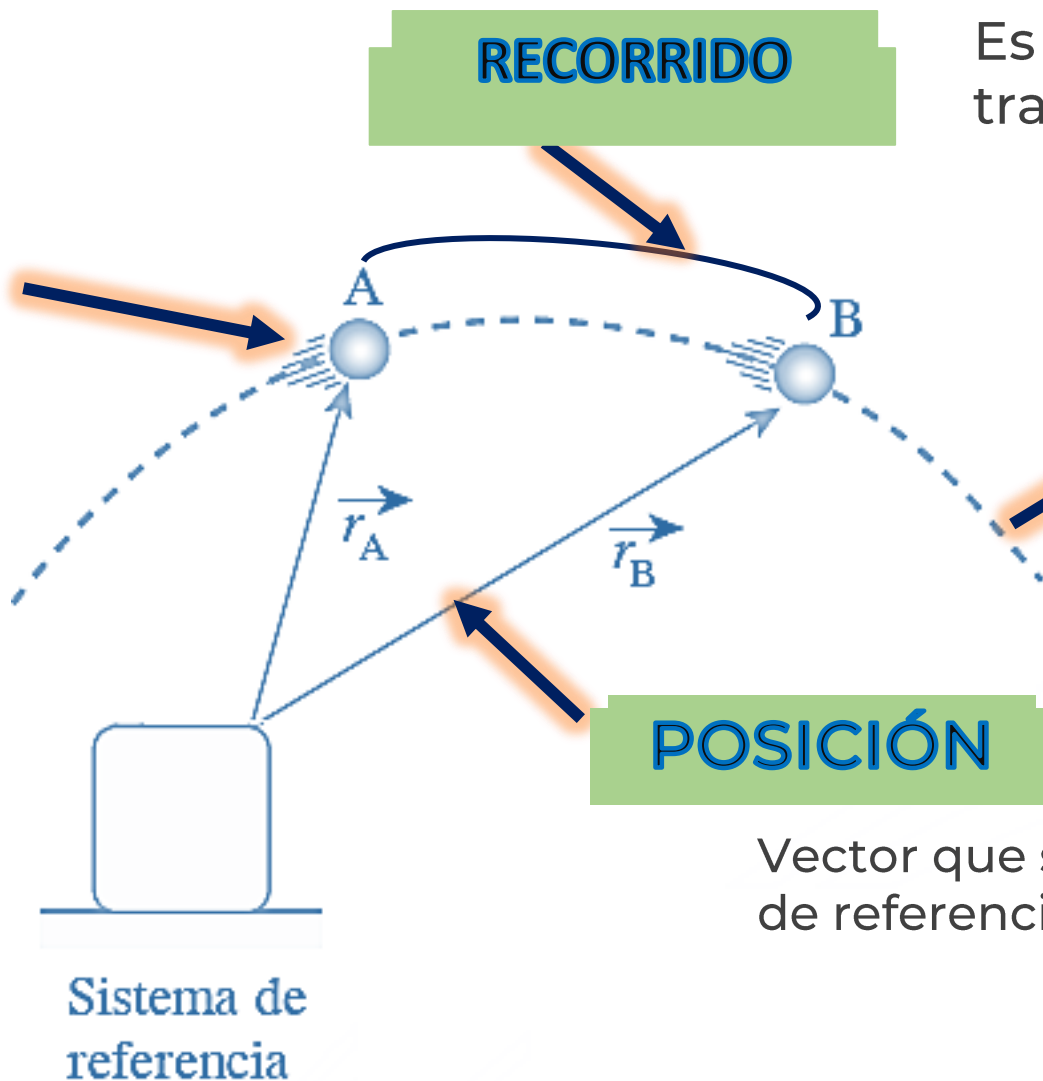 RECORRIDO
Es
tra
A
B
r_A
r_B
POSICIÓN
Vector que s
de referenci
Sistema de
referencia